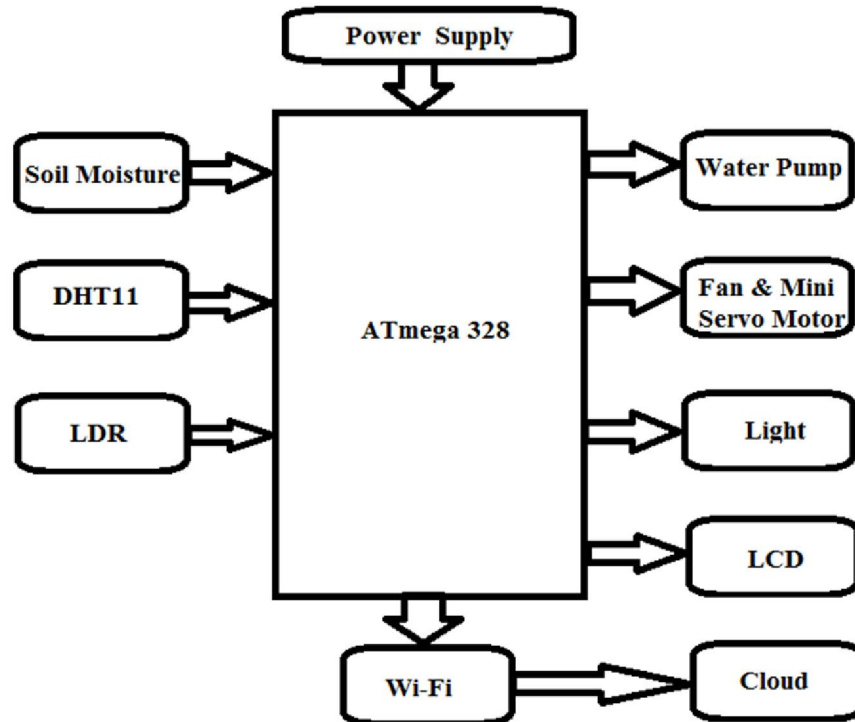 Power Supply
Soil Moisture
DHT11
LDR
ATmega 328
Water Pump
Fan & Mini
Servo Motor
Light
LCD
Wi-Fi
Cloud